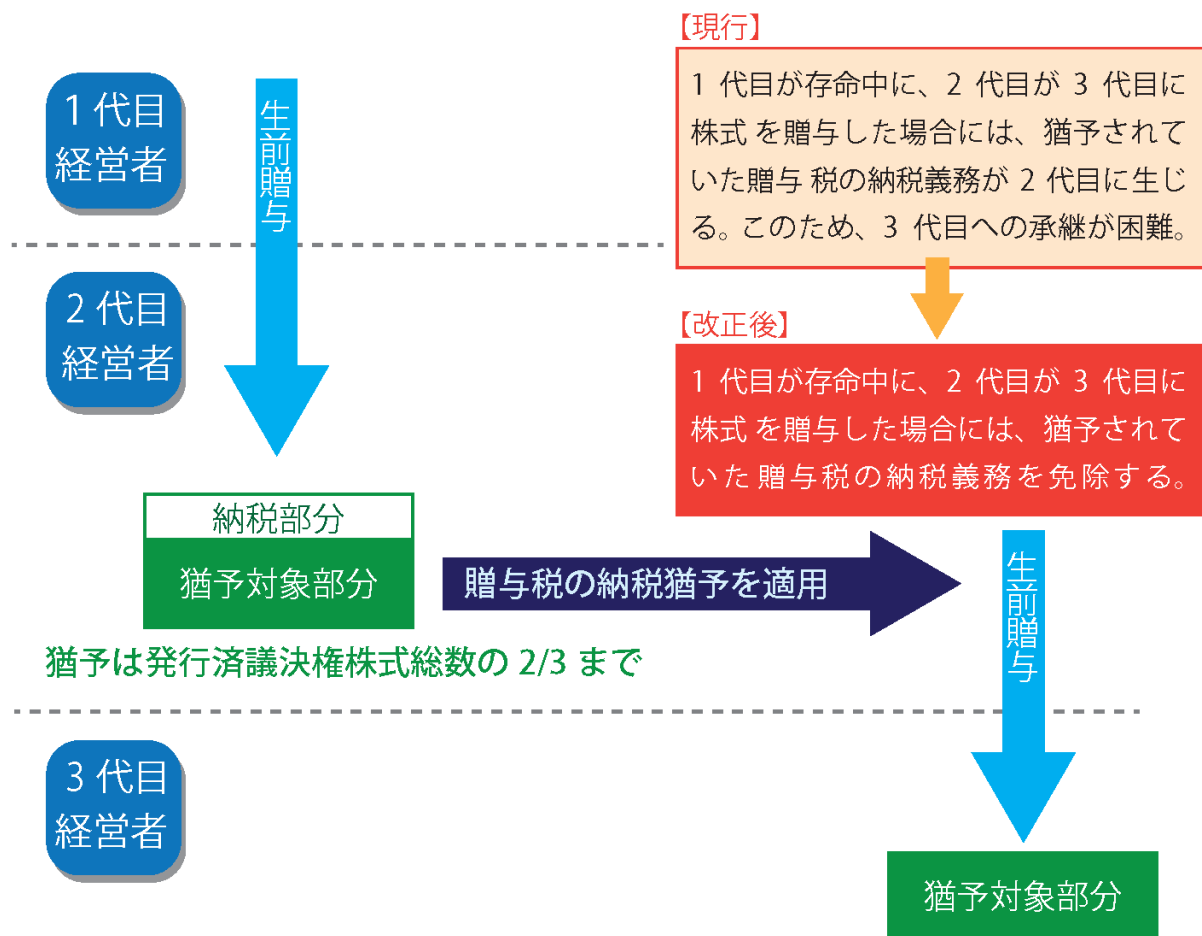 【現行】
1 代目が存命中に、2 代目が 3 代目に
株式 を贈与した場合には、猶予されて
いた贈与 税の納税義務が 2 代目に生じ
る。このため、3 代目への承継が困難。
1 代目
経営者
生前贈与
2 代目
経営者
【改正後】
1 代目が存命中に、2 代目が 3 代目に
株式 を贈与した場合には、猶予されて
いた 贈与税の納税義務を免除する。
納税部分
猶予対象部分
贈与税の納税猶予を適用
生前贈与
猶予は発行済議決権株式総数の 2/3 まで
3 代目
経営者
猶予対象部分